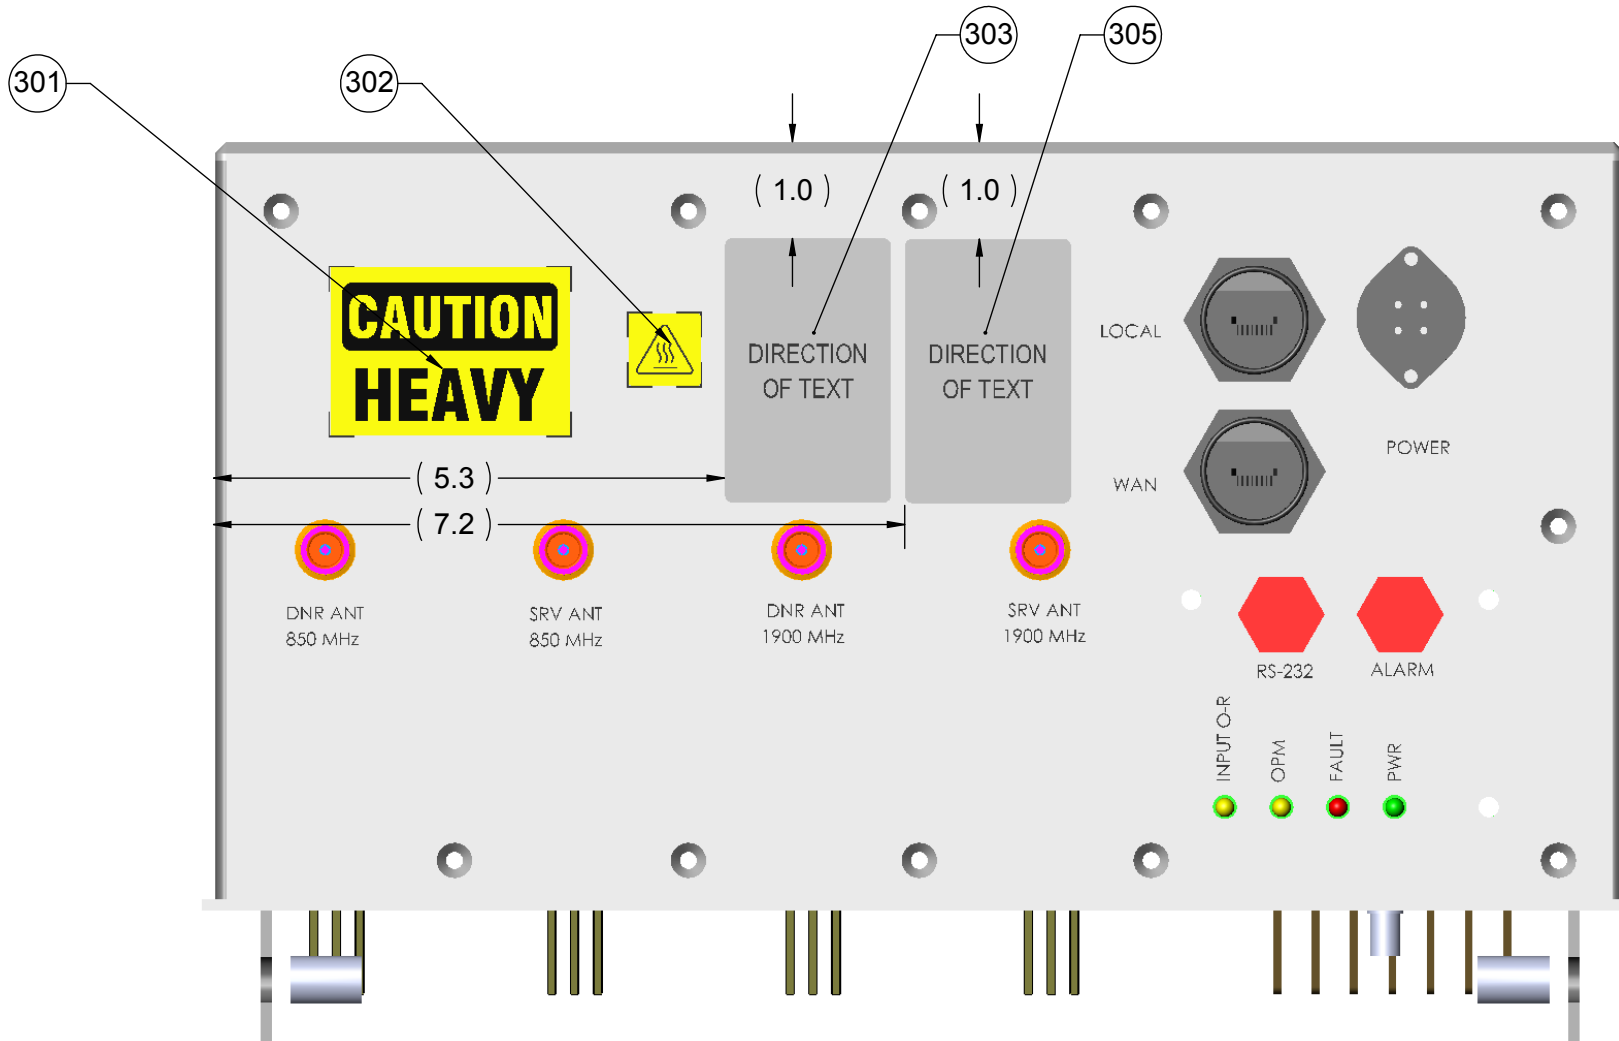 303
305
301
302
( 1.0 )
( 1.0 )
CAUTION
HEAVY
DIRECTION
OF TEXT
DIRECTION
OF TEXT
LOCAL
POWER
WAN
( 5.3 )
( 7.2 )
DNR ANT
850 MHz
SRV ANT
850 MHz
DNR ANT
1900 MHz
SRV ANT
1900 MHz
RS-232
ALARM
INPUT O-R
OPM
FAULT
PWR